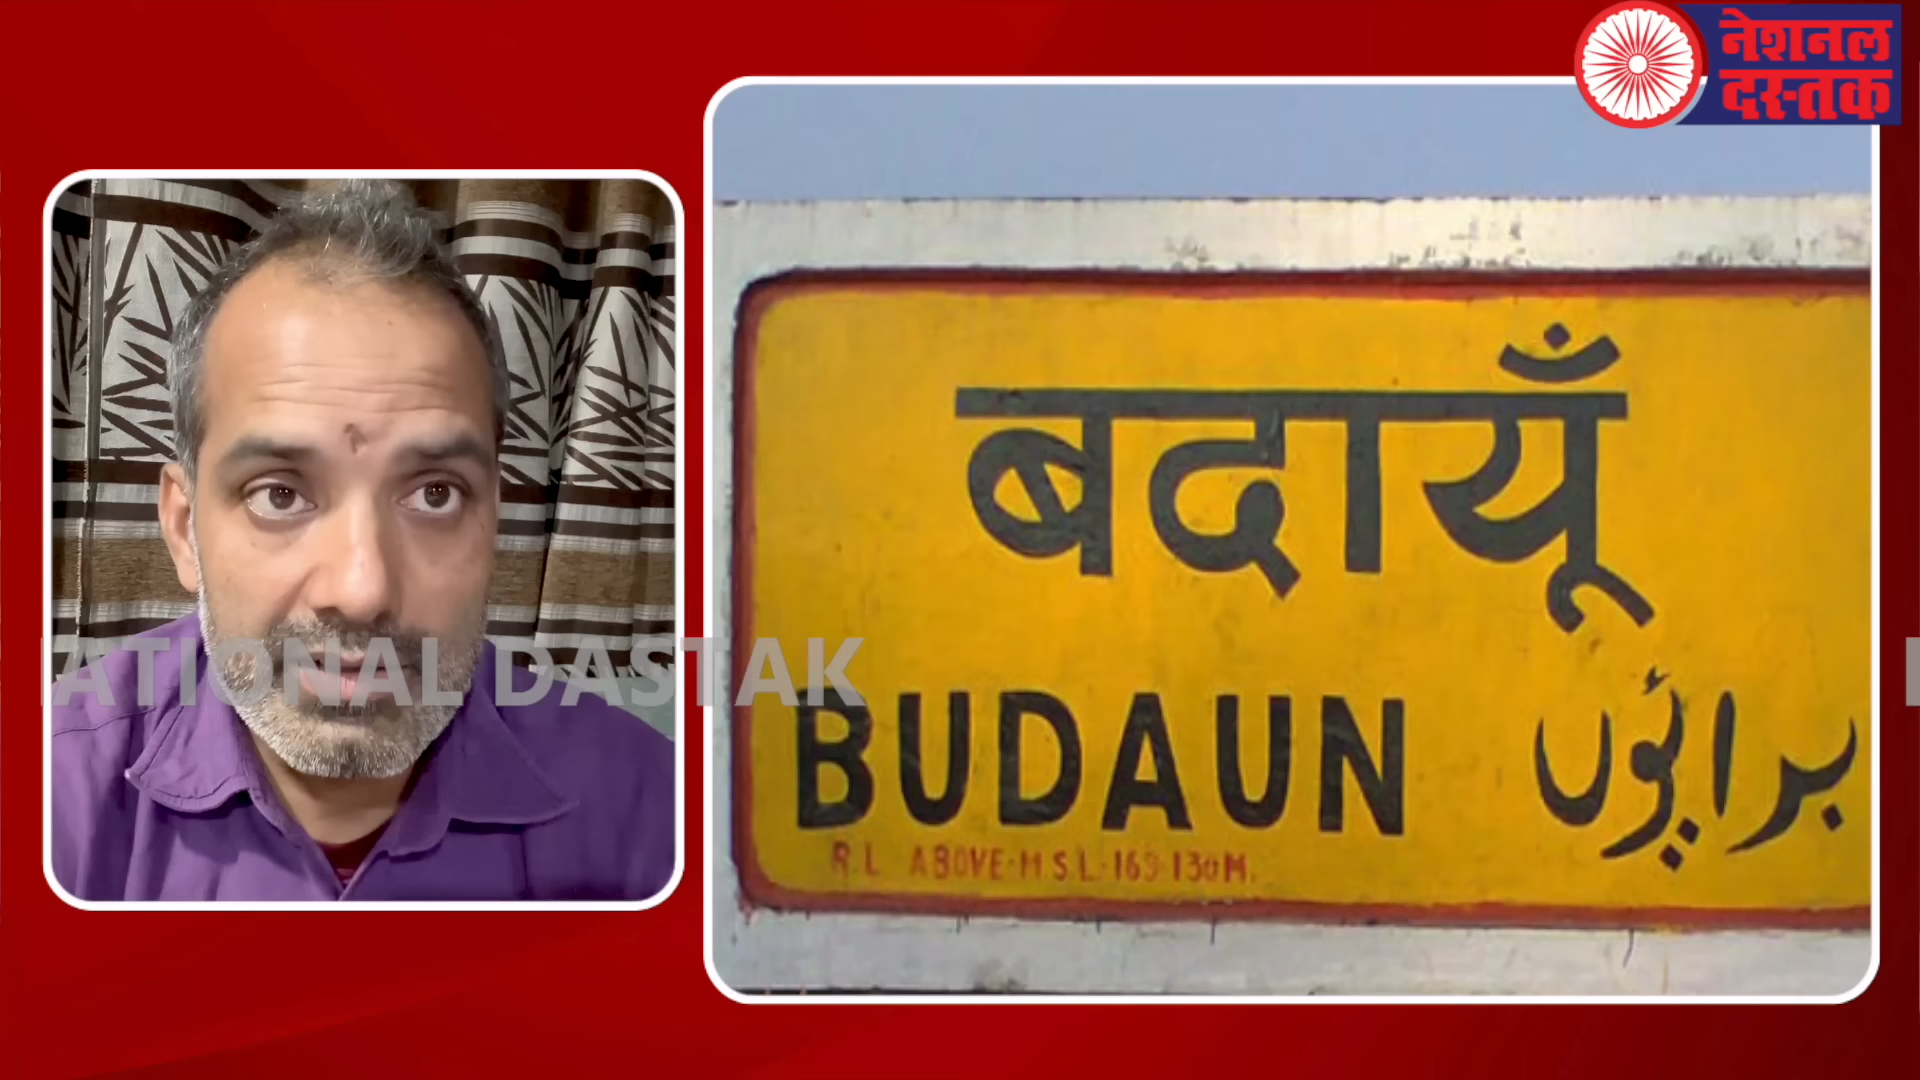 नेशनल
दस्तक
बदायूँ
BUDAUN بدایوں
R.L ABOVE-M S L-169·130M.
ATIONAL DASTAK